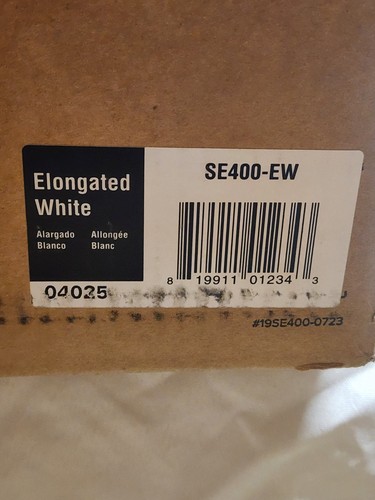 Elongated
White
Alargado
Blanco
Allongée
Blanc
SE400-EW
8 19911 01234 3
04025
#19SE400-0723